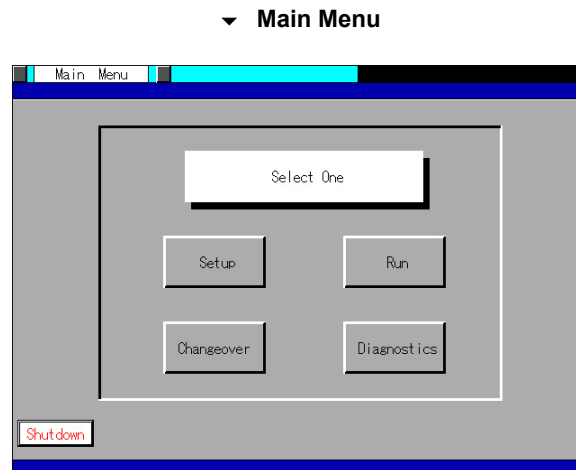 Main Menu
Main Menu
Select One
Setup
Run
Changeover
Diagnostics
Shutdown